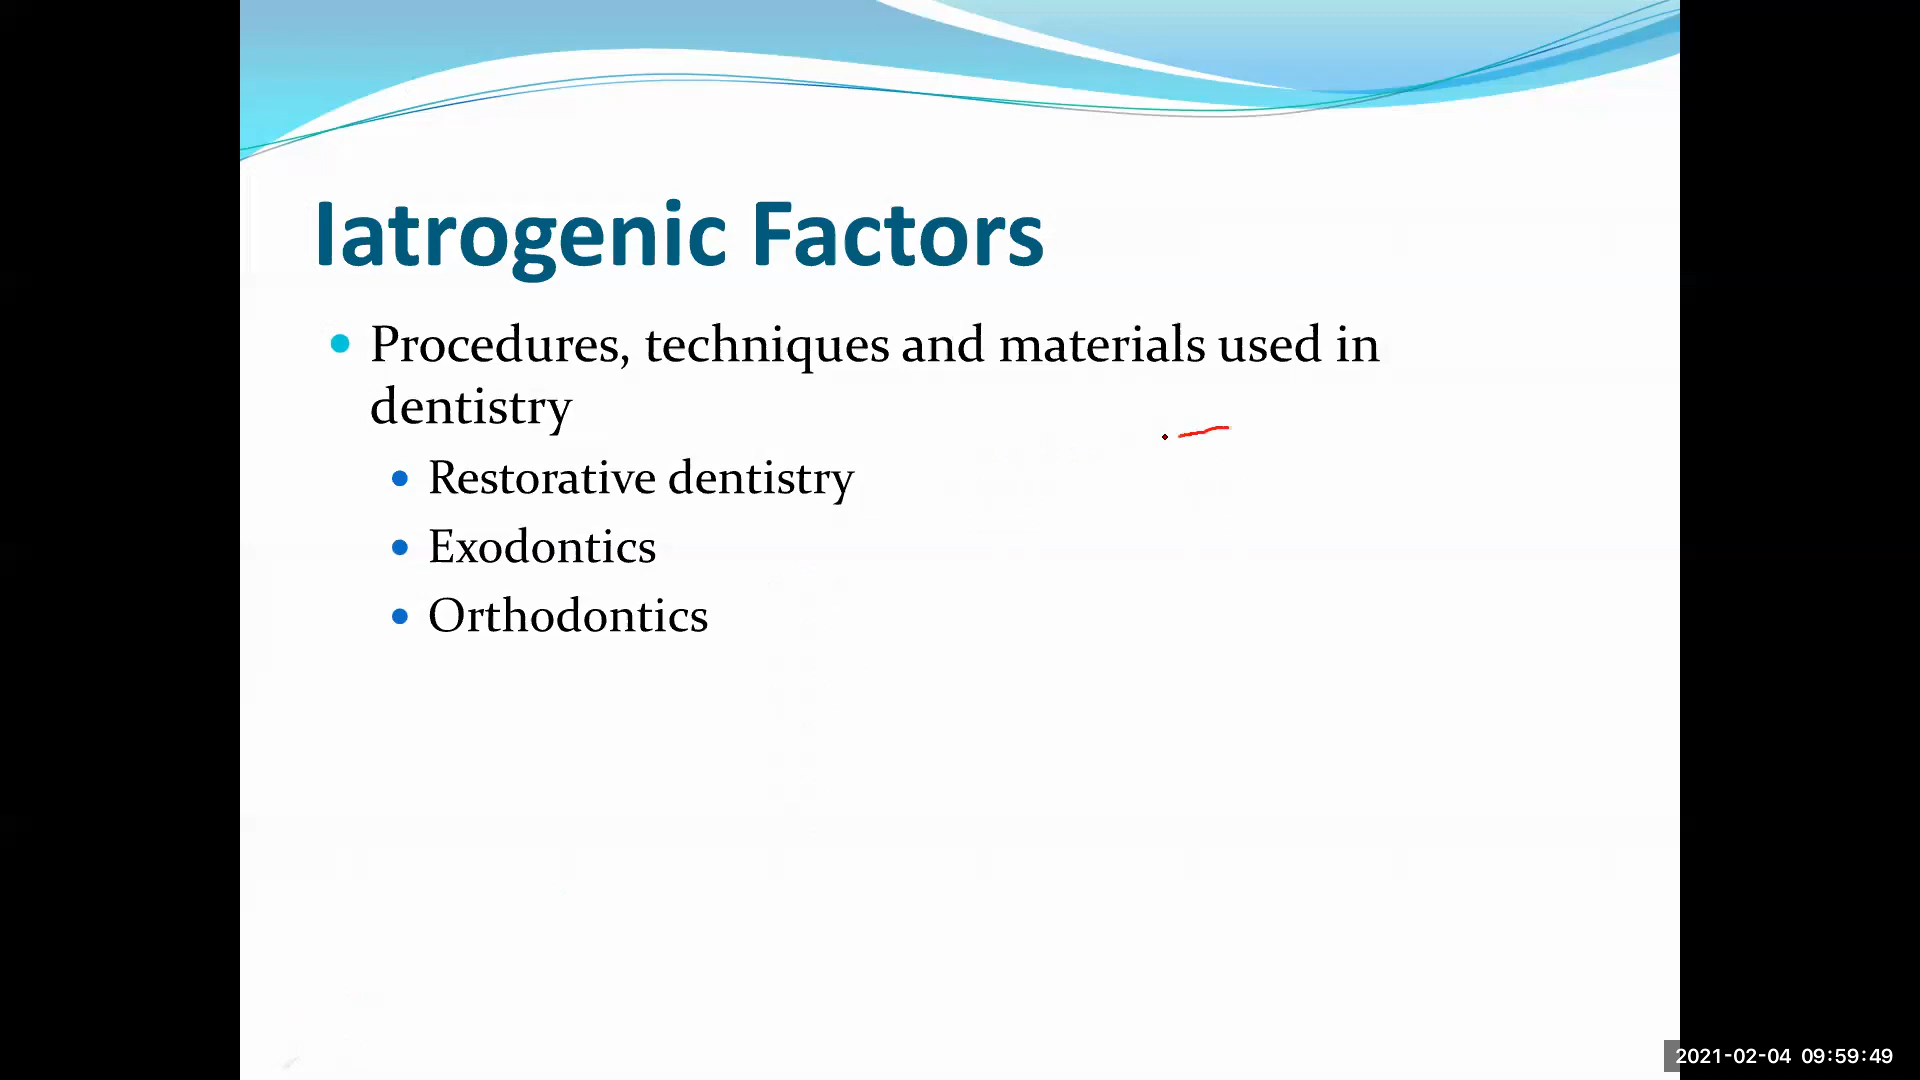 Iatrogenic Factors
• Procedures, techniques and materials used in
dentistry
• Restorative dentistry
• Exodontics
• Orthodontics
2021-02-04 09:59:49